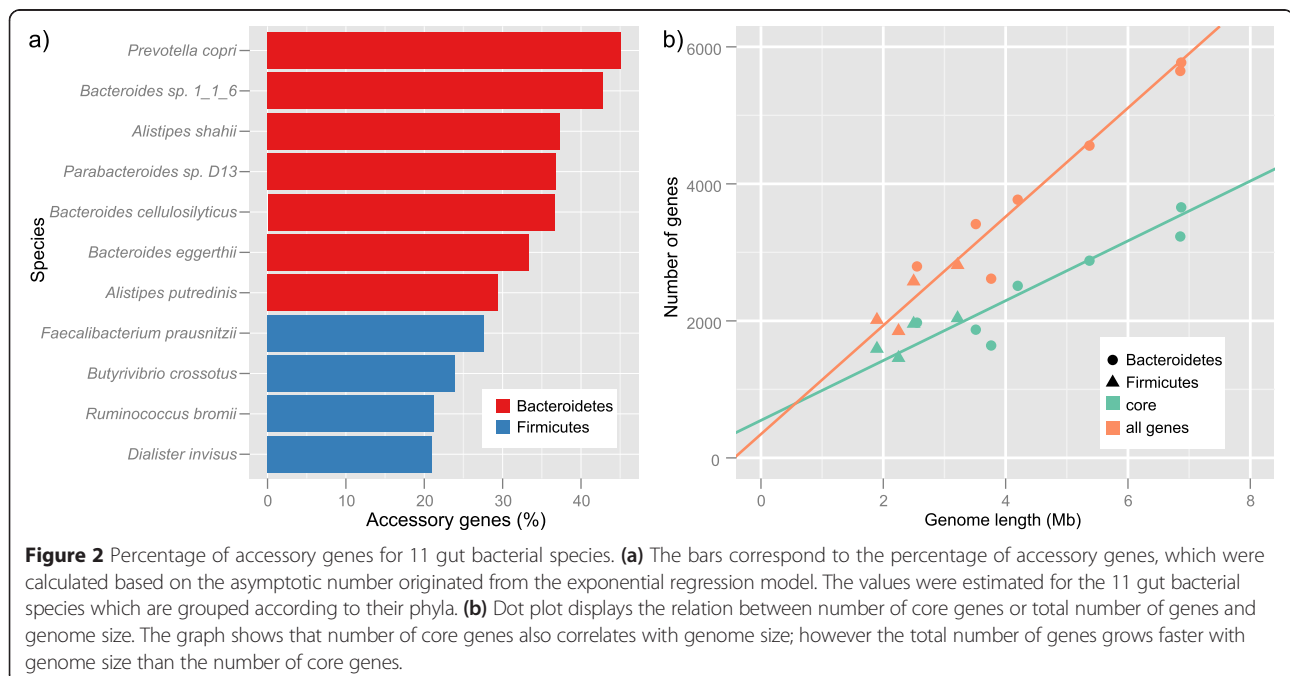 a)
Species
Prevotella copri
Bacteroides sp. 1_1_6
Alistipes shahii
Parabacteroides sp. D13
Bacteroides cellulosilyticus
Bacteroides eggerthii
Alistipes putredinis
Faecalibacterium prausnitzii
Butyrivibrio crossotus
Ruminococcus bromii
Dialister invisus
Bacteroidetes
Firmicutes
0 10 20 30 40
Accessory genes (%)
b)
Number of genes
6000
4000
2000
0
Bacteroidetes
Firmicutes
core
all genes
0 2 4 6 8
Genome length (Mb)
Figure 2 Percentage of accessory genes for 11 gut bacterial species. (a) The bars correspond to the percentage of accessory genes, which were
calculated based on the asymptotic number originated from the exponential regression model. The values were estimated for the 11 gut bacterial
species which are grouped according to their phyla. (b) Dot plot displays the relation between number of core genes or total number of genes and
genome size. The graph shows that number of core genes also correlates with genome size; however the total number of genes grows faster with
genome size than the number of core genes.